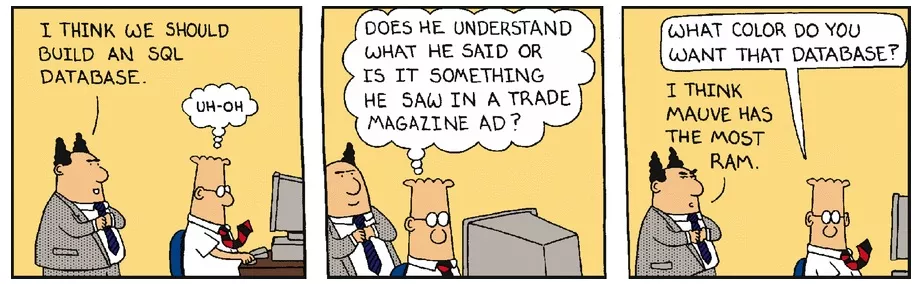 I THINK WE SHOULD
BUILD AN SQL
DATABASE.
UH-OH
DOES HE UNDERSTAND
WHAT HE SAID OR
IS IT SOMETHING
HE SAW IN A TRADE
MAGAZINE AD?
WHAT COLOR DO YOU
WANT THAT DATABASE?
I THINK
MAUVE HAS
THE MOST
RAM.